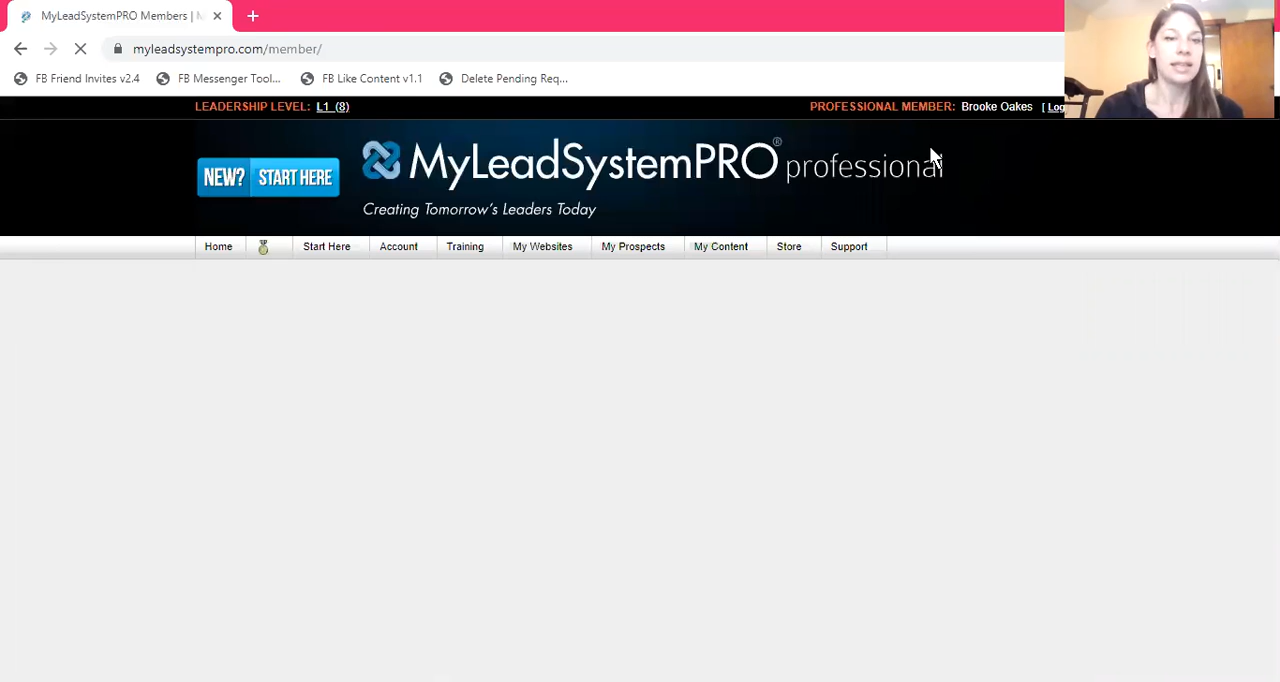 MyLeadSystemPRO Members |
myleadsystempro.com/member/
FB Friend Invites v2.4 FB Messenger Tool... FB Like Content v1.1 Delete Pending Req...
LEADERSHIP LEVEL: L1 (8) PROFESSIONAL MEMBER: Brooke Oakes [ Log
NEW? START HERE MyLeadSystemPRO® professional
Creating Tomorrow's Leaders Today
Home Start Here Account Training My Websites My Prospects My Content Store Support